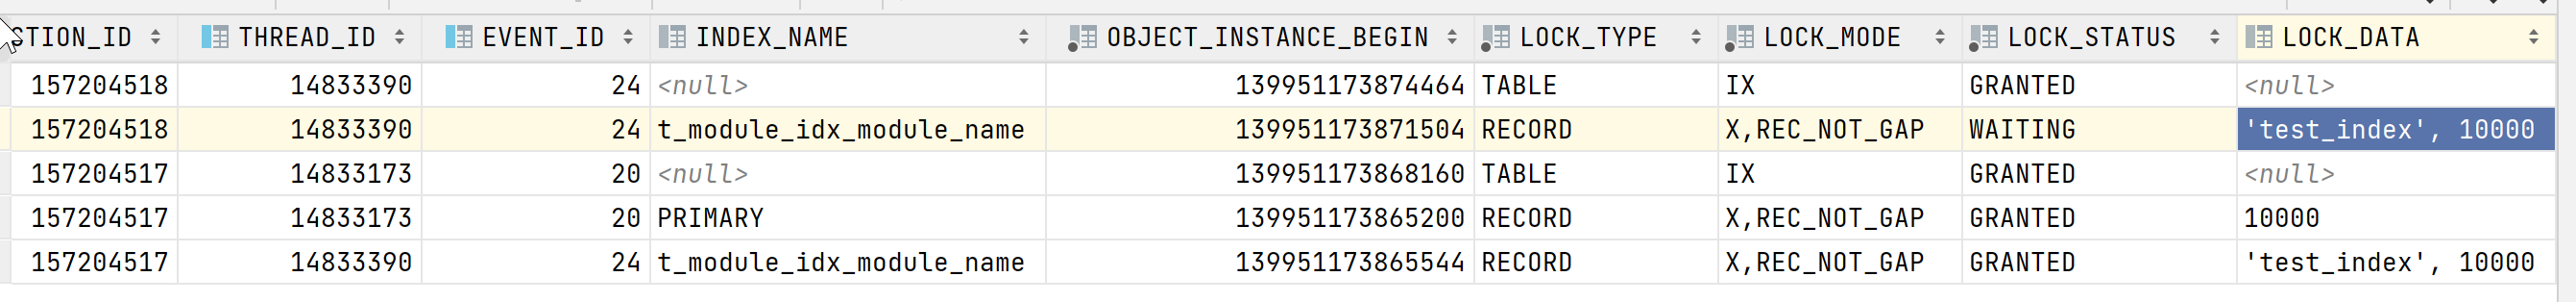 STION_ID THREAD_ID EVENT_ID INDEX_NAME OBJECT_INSTANCE_BEGIN LOCK_TYPE LOCK_MODE LOCK_STATUS LOCK_DATA
157204518 14833390 24 <null> 139951173874464 TABLE IX GRANTED <null>
157204518 14833390 24 t_module_idx_module_name 139951173871504 RECORD X,REC_NOT_GAP WAITING 'test_index', 10000
157204517 14833173 20 <null> 139951173868160 TABLE IX GRANTED <null>
157204517 14833173 20 PRIMARY 139951173865200 RECORD X,REC_NOT_GAP GRANTED 10000
157204517 14833390 24 t_module_idx_module_name 139951173865544 RECORD X,REC_NOT_GAP GRANTED 'test_index', 10000